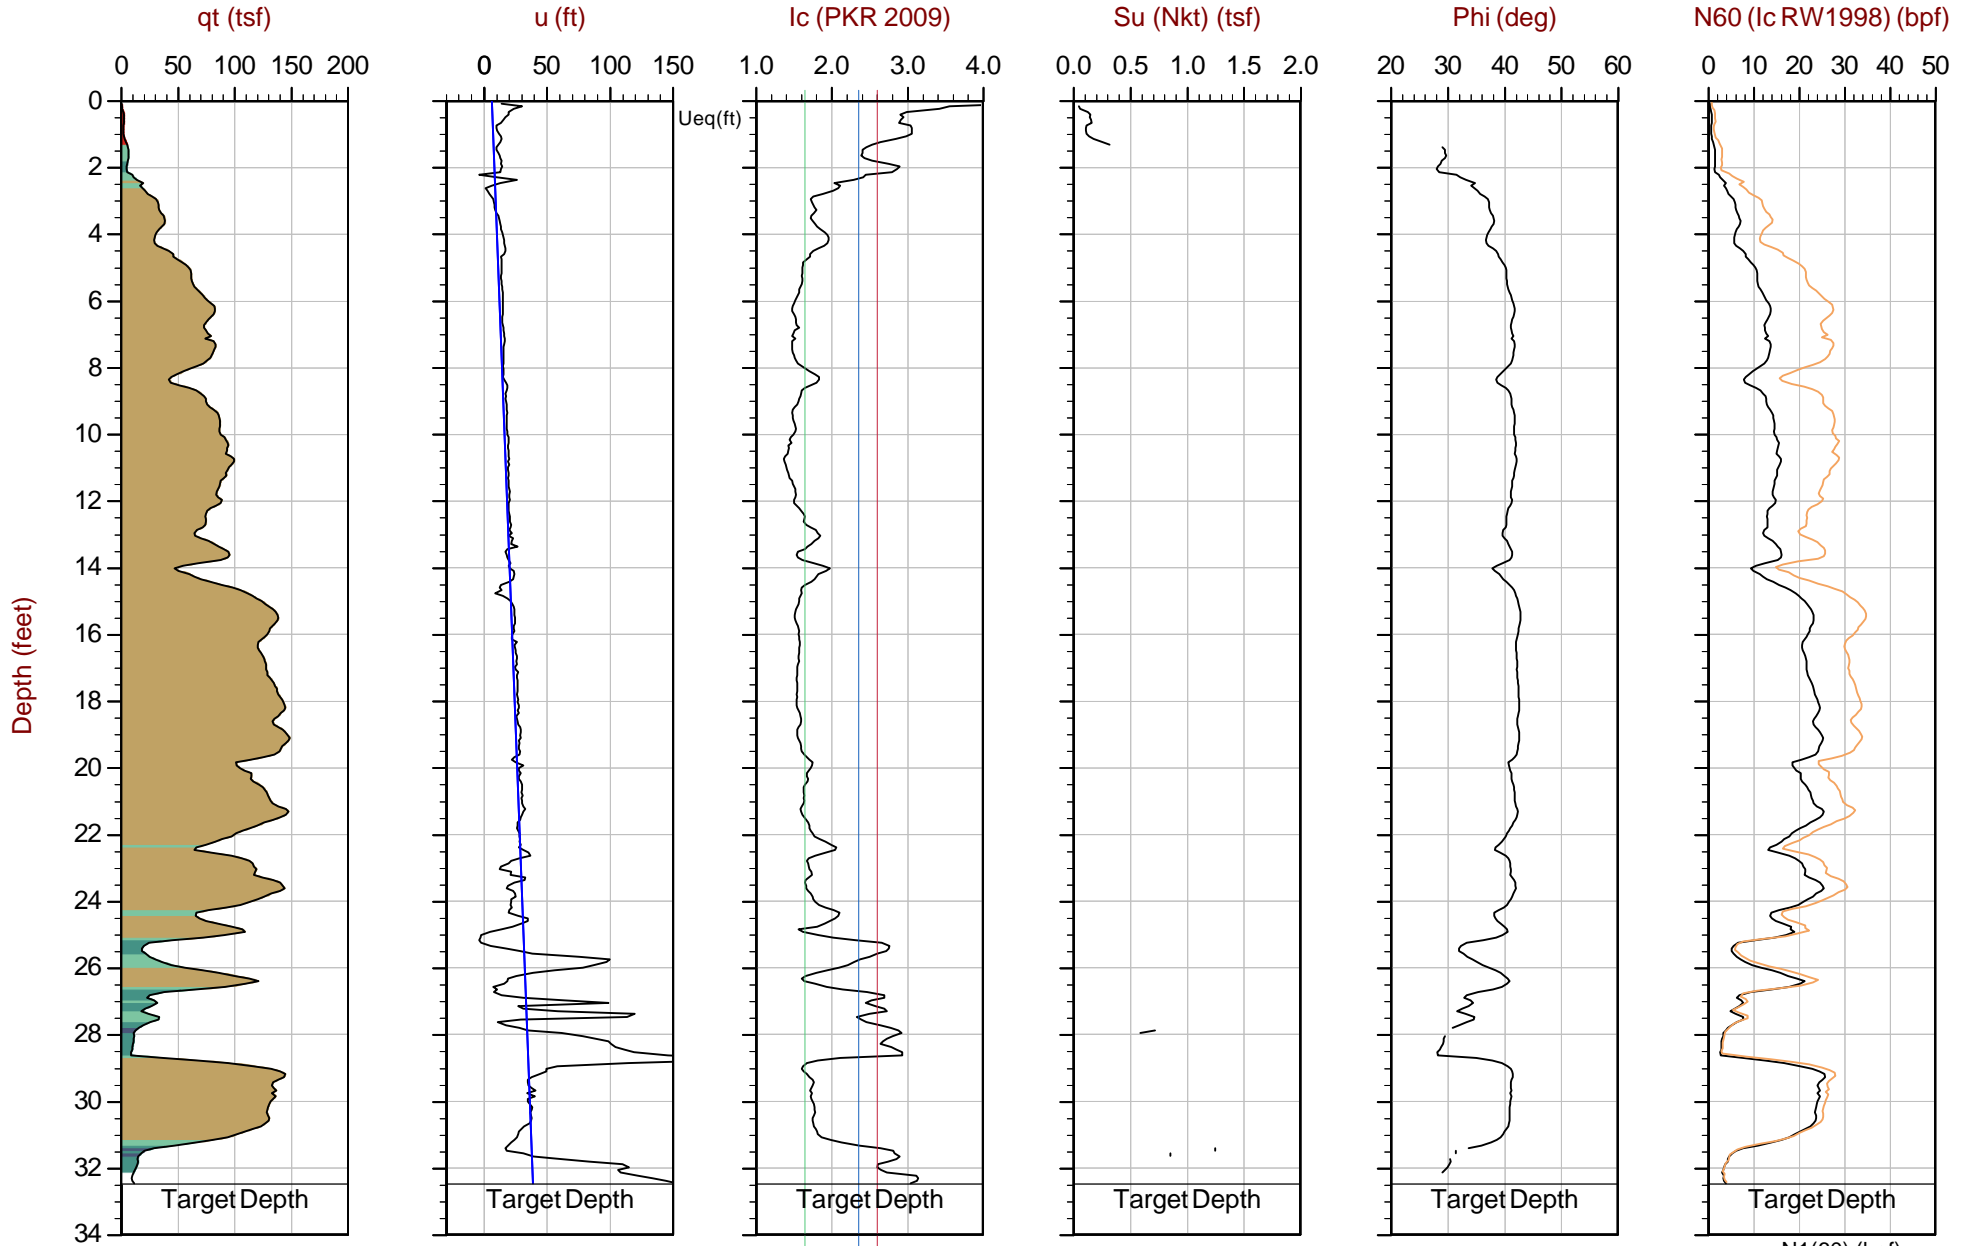 qt (tsf)
u (ft)
Ic (PKR 2009)
Su (Nkt) (tsf)
Phi (deg)
N60 (Ic RW1998) (bpf)
0 50 100 150 200
0 50 100 150
1.0 2.0 3.0 4.0
0.0 0.5 1.0 1.5 2.0
20 30 40 50 60
0 10 20 30 40 50
Ueq(ft)
Depth (feet)
0
2
4
6
8
10
12
14
16
18
20
22
24
26
28
30
32
34
Target Depth
Target Depth
Target Depth
Target Depth
Target Depth
Target Depth